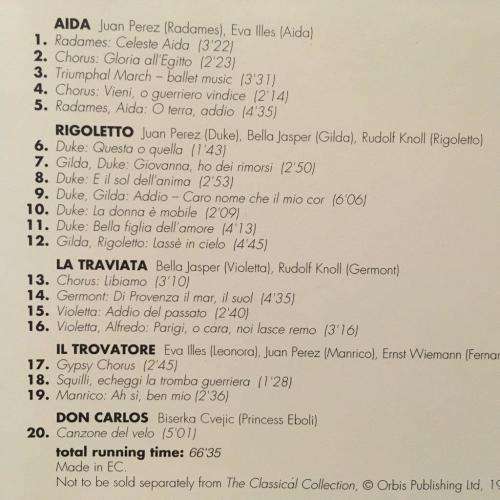 AIDA Juan Perez (Radames), Eva Illes (Aida)
1. Radames: Celeste Aida (3'22)
2. Chorus: Gloria all'Egitto (2'23)
3. Triumphal March – ballet music (3'31)
4. Chorus: Vieni, o guerriero vindice (2'14)
5. Radames, Aida: O terra, addio (4'35)
RIGOLETTO Juan Perez (Duke), Bella Jasper (Gilda), Rudolf Knoll (Rigoletto)
6. Duke: Questa o quella (1'43)
7. Gilda, Duke: Giovanna, ho dei rimorsi (2'50)
8. Duke: E il sol dell'anima (2'53)
9. Duke, Gilda: Addio – Caro nome che il mio cor (6'06)
10. Duke: La donna è mobile (2'09)
11. Duke: Bella figlia dell'amore (4'13)
12. Gilda, Rigoletto: Lassè in cielo (4'45)
LA TRAVIATA Bella Jasper (Violetta), Rudolf Knoll (Germont)
13. Chorus: Libiamo (3'10)
14. Germont: Di Provenza il mar, il suol (4'35)
15. Violetta: Addio del passato (2'40)
16. Violetta, Alfredo: Parigi, o cara, noi lasce remo (3'16)
IL TROVATORE Eva Illes (Leonora), Juan Perez (Manrico), Ernst Wiemann (Fernan
17. Gypsy Chorus (2'45)
18. Squilli, echeggi la tromba guerriera (1'28)
19. Manrico: Ah sì, ben mio (2'36)
DON CARLOS Biserka Cvejic (Princess Eboli)
20. Canzone del velo (5'01)
total running time: 66'35
Made in EC.
Not to be sold separately from The Classical Collection, © Orbis Publishing Ltd, 19